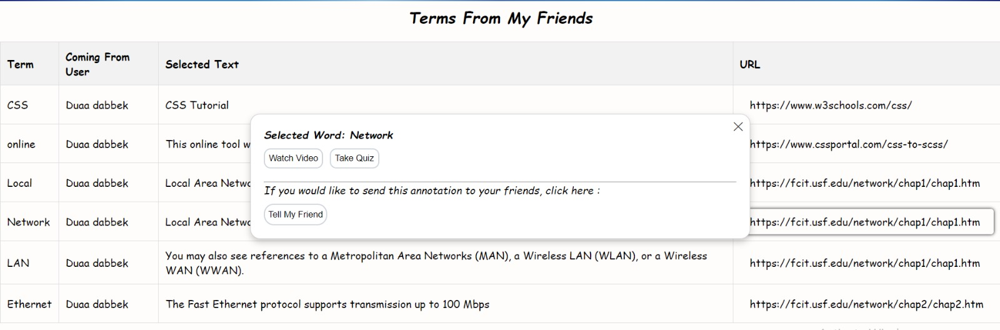 Terms From My Friends
Term
Coming From
User
Selected Text
URL
CSS
Duaa dabbek
CSS Tutorial
https://www.w3schools.com/css/
online
Duaa dabbek
This online tool
https://www.cssportal.com/css-to-scss/
Local
Duaa dabbek
Local Area
https://fcit.usf.edu/network/chap1/chap1.htm
Network
Duaa dabbek
Local Area
https://fcit.usf.edu/network/chap1/chap1.htm
LAN
Duaa dabbek
You may also see references to a Metropolitan Area Networks (MAN), a Wireless LAN (WLAN), or a Wireless
WAN (WWAN).
https://fcit.usf.edu/network/chap1/chap1.htm
Ethernet
Duaa dabbek
The Fast Ethernet protocol supports transmission up to 100 Mbps
https://fcit.usf.edu/network/chap2/chap2.htm
Selected Word: Network
Watch Video
Take Quiz
If you would like to send this annotation to your friends, click here :
Tell My Friend